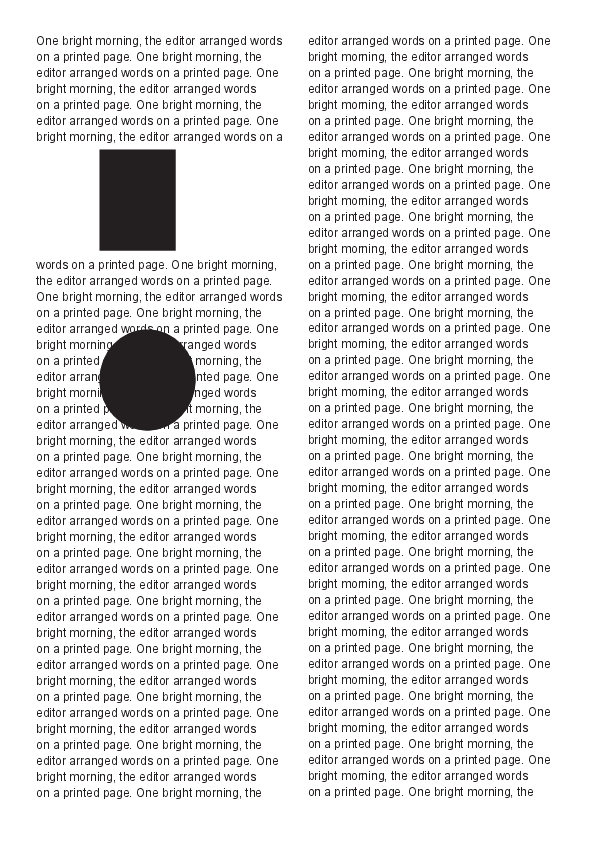 One bright morning, the editor arranged words
on a printed page. One bright morning, the
editor arranged words on a printed page. One
bright morning, the editor arranged words
on a printed page. One bright morning, the
editor arranged words on a printed page. One
bright morning, the editor arranged words on a
words on a printed page. One bright morning,
the editor arranged words on a printed page.
One bright morning, the editor arranged words
on a printed page. One bright morning, the
editor arranged words on a printed page. One
bright morning words
on a printed morning, the
editor page. One
bright words
on a printed morning, the
editor arranged a printed page. One
bright morning, the editor arranged words
on a printed page. One bright morning, the
editor arranged words on a printed page. One
bright morning, the editor arranged words
on a printed page. One bright morning, the
editor arranged words on a printed page. One
bright morning, the editor arranged words
on a printed page. One bright morning, the
editor arranged words on a printed page. One
bright morning, the editor arranged words
on a printed page. One bright morning, the
editor arranged words on a printed page. One
bright morning, the editor arranged words
on a printed page. One bright morning, the
editor arranged words on a printed page. One
bright morning, the editor arranged words
on a printed page. One bright morning, the
editor arranged words on a printed page. One
bright morning, the editor arranged words
on a printed page. One bright morning, the
editor arranged words on a printed page. One
bright morning, the editor arranged words
on a printed page. One bright morning, the
editor arranged words on a printed page. One
bright morning, the editor arranged words
on a printed page. One bright morning, the
editor arranged words on a printed page. One
bright morning, the editor arranged words
on a printed page. One bright morning, the
editor arranged words on a printed page. One
bright morning, the editor arranged words
on a printed page. One bright morning, the
editor arranged words on a printed page. One
bright morning, the editor arranged words
on a printed page. One bright morning, the
editor arranged words on a printed page. One
bright morning, the editor arranged words
on a printed page. One bright morning, the
editor arranged words on a printed page. One
bright morning, the editor arranged words
on a printed page. One bright morning, the
editor arranged words on a printed page. One
bright morning, the editor arranged words
on a printed page. One bright morning, the
editor arranged words on a printed page. One
bright morning, the editor arranged words
on a printed page. One bright morning, the
editor arranged words on a printed page. One
bright morning, the editor arranged words
on a printed page. One bright morning, the
editor arranged words on a printed page. One
bright morning, the editor arranged words
on a printed page. One bright morning, the
editor arranged words on a printed page. One
bright morning, the editor arranged words
on a printed page. One bright morning, the
editor arranged words on a printed page. One
bright morning, the editor arranged words
on a printed page. One bright morning, the
editor arranged words on a printed page. One
bright morning, the editor arranged words
on a printed page. One bright morning, the
editor arranged words on a printed page. One
bright morning, the editor arranged words
on a printed page. One bright morning, the
editor arranged words on a printed page. One
bright morning, the editor arranged words
on a printed page. One bright morning, the
editor arranged words on a printed page. One
bright morning, the editor arranged words
on a printed page. One bright morning, the